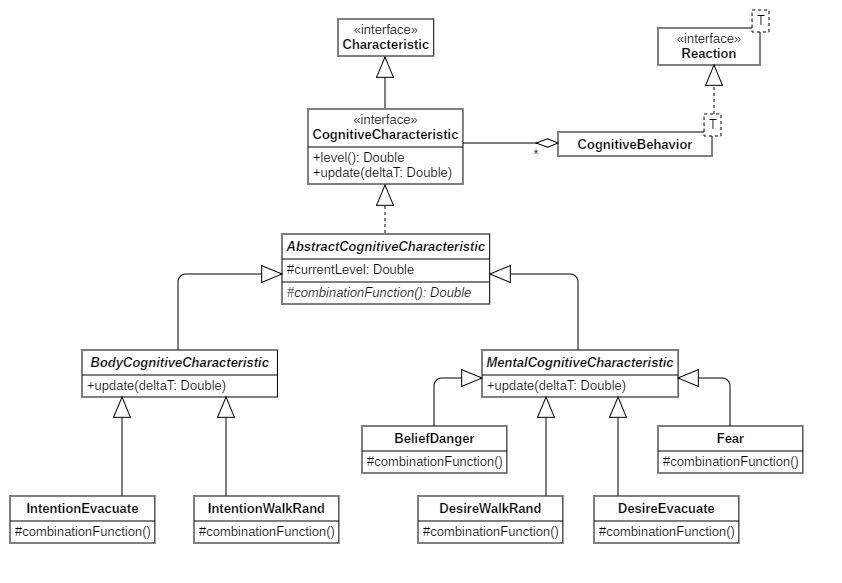 «interface»
Characteristic
T
«interface»
Reaction
«interface»
CognitiveCharacteristic
+level(): Double
+update(deltaT: Double)
*
T
CognitiveBehavior
AbstractCognitiveCharacteristic
#currentLevel: Double
#combinationFunction(): Double
BodyCognitiveCharacteristic
+update(deltaT: Double)
MentalCognitiveCharacteristic
+update(deltaT: Double)
BeliefDanger
#combinationFunction()
Fear
#combinationFunction()
IntentionEvacuate
#combinationFunction()
IntentionWalkRand
#combinationFunction()
DesireWalkRand
#combinationFunction()
DesireEvacuate
#combinationFunction()